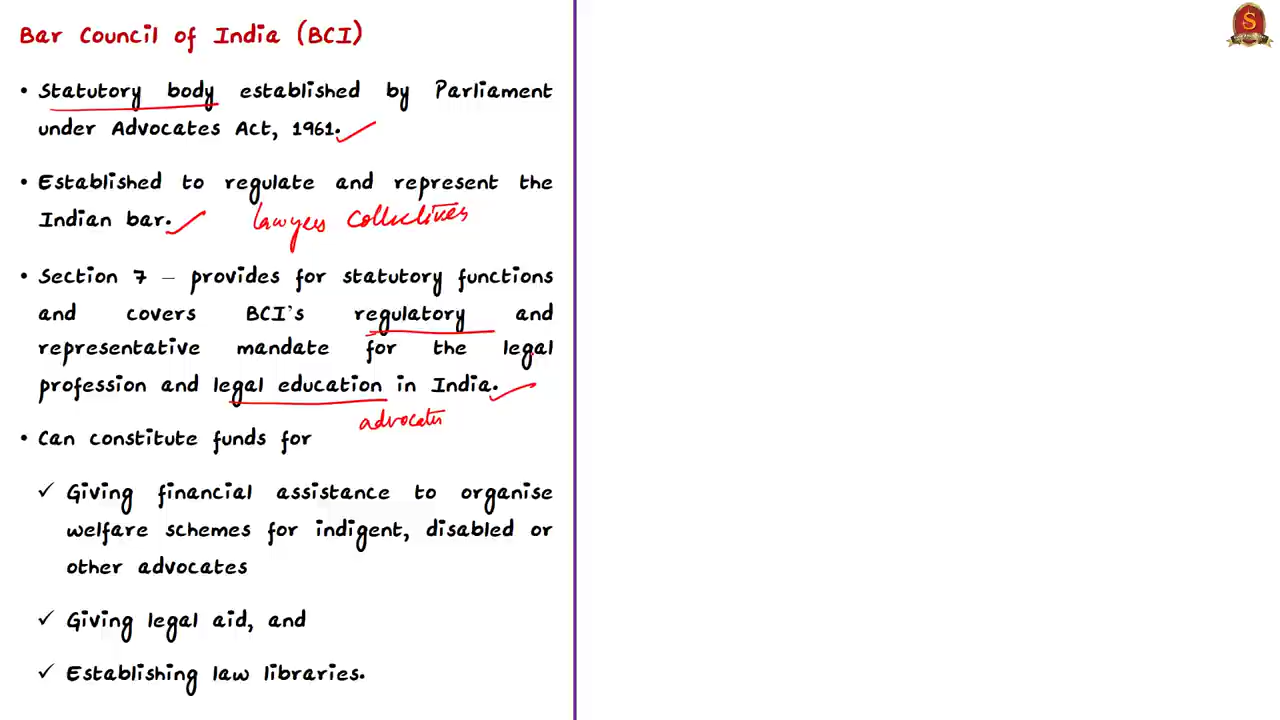 Bar Council of India (BCI)
• Statutory body established by Parliament
under Advocates Act, 1961.
• Established to regulate and represent the
Indian bar.
lawyers collectives
• Section 7 – provides for statutory functions
and covers BCI's regulatory and
representative mandate for the legal
profession and legal education in India.
advocates
• Can constitute funds for
✓ Giving financial assistance to organise
welfare schemes for indigent, disabled or
other advocates
✓ Giving legal aid, and
✓ Establishing law libraries.
S